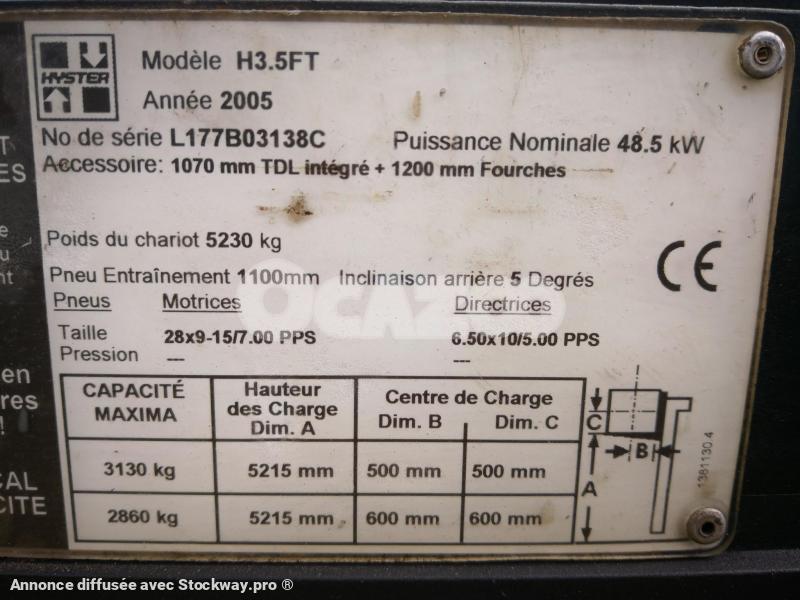 HYSTER
Modèle H3.5FT
Année 2005
No de série L177B03138C Puissance Nominale 48.5 kW
Accessoire: 1070 mm TDL intégré + 1200 mm Fourches
Poids du chariot 5230 kg
CE
Pneu Entraînement 1100mm Inclinaison arrière 5 Degrés
Pneus Motrices Directrices
Taille 28x9-15/7.00 PPS 6.50x10/5.00 PPS
Pression --- ---
OCAZOO
CAPACITÉ MAXIMA
Hauteur des Charge Dim. A
Centre de Charge
Dim. B Dim. C
3130 kg 5215 mm 500 mm 500 mm
2860 kg 5215 mm 600 mm 600 mm
C
B
A
1381130.4
T
ES
e
u
nt
en
res
!
CAL
CITE
Annonce diffusée avec Stockway.pro ®